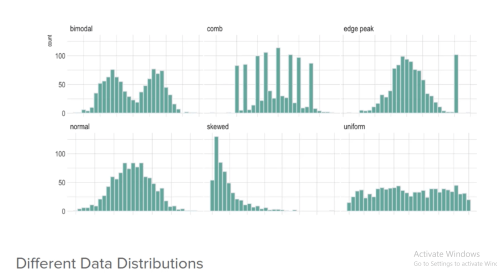 bimodal
comb
edge peak
count
100
50
0
normal
skewed
uniform
100
50
0
Different Data Distributions
Activate Windows
Go to Settings to activate Win